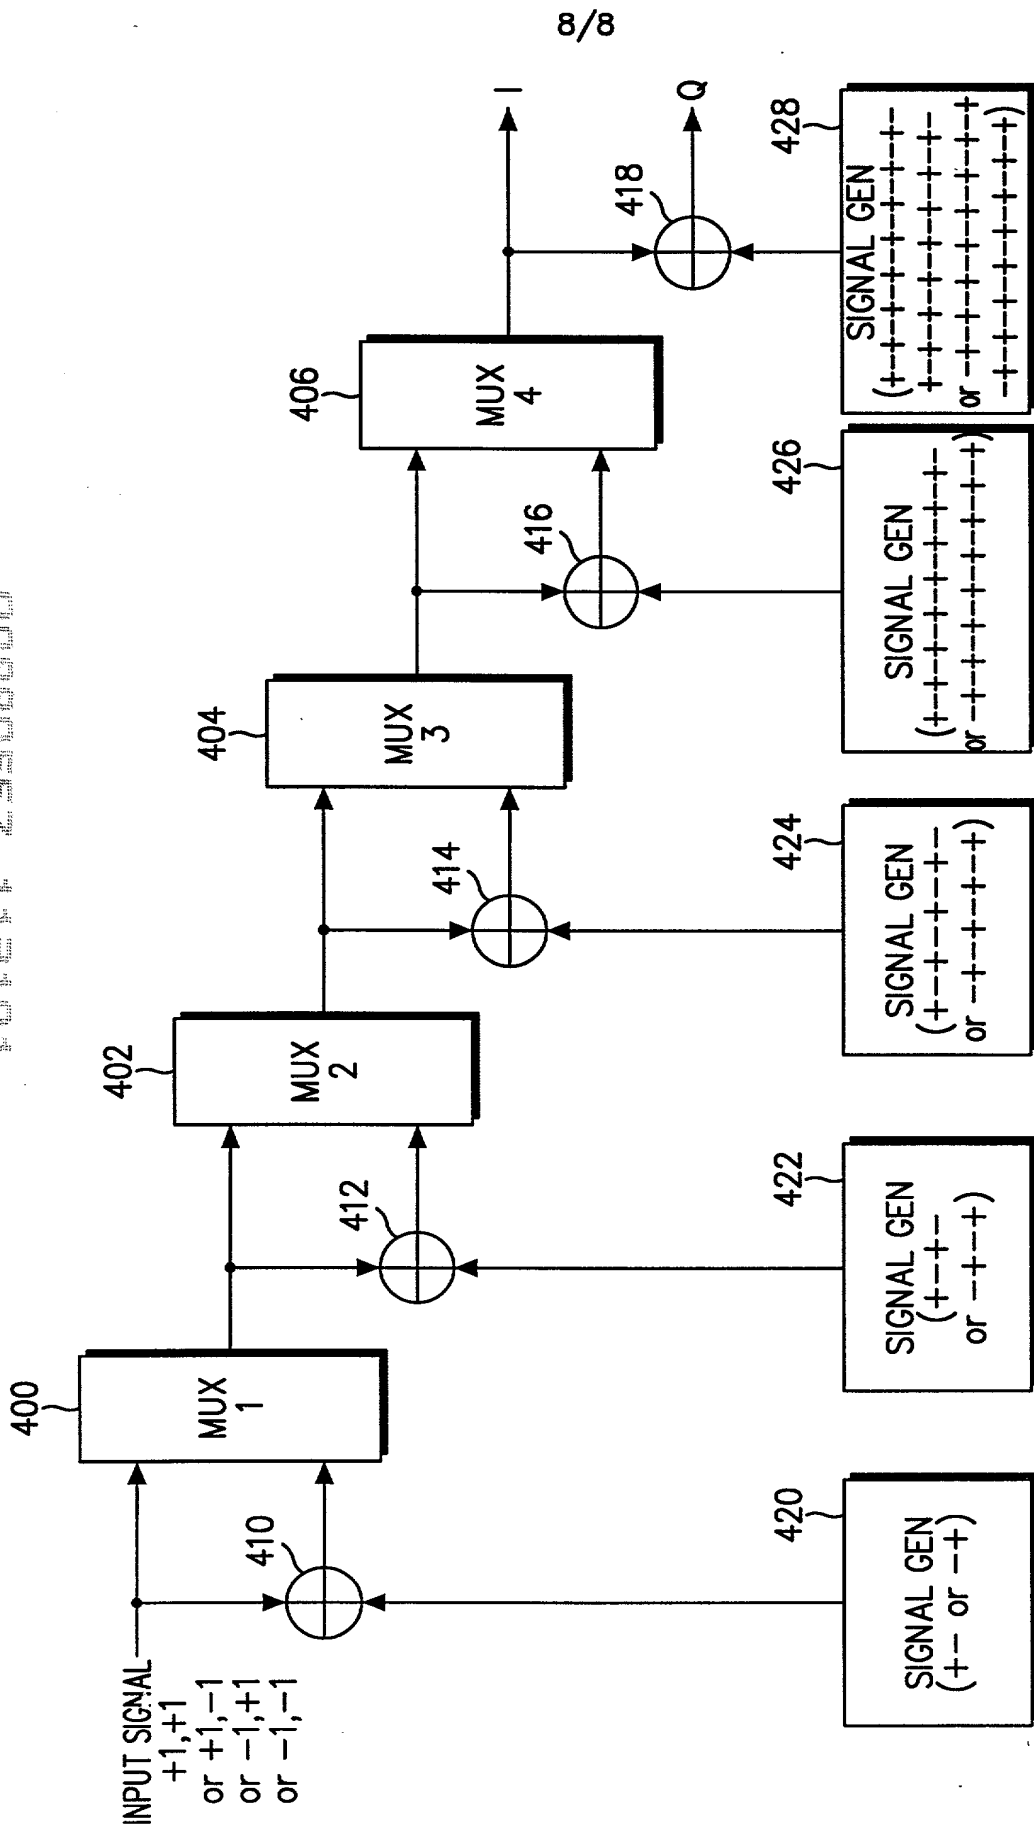 8/8
INPUT SIGNAL
+1,+1
or +1,-1
or -1,+1
or -1,-1
400
MUX
1
402
MUX
2
404
MUX
3
406
MUX
4
I
Q
410
412
414
416
418
420
SIGNAL GEN
(+- or -+)
422
SIGNAL GEN
(+-+-
or -+-+)
424
SIGNAL GEN
(+-+-+-+-
or -+-+-+-+)
426
SIGNAL GEN
(+-+-+-+-+-+-+-+-
or -+-+-+-+-+-+-+-+)
428
SIGNAL GEN